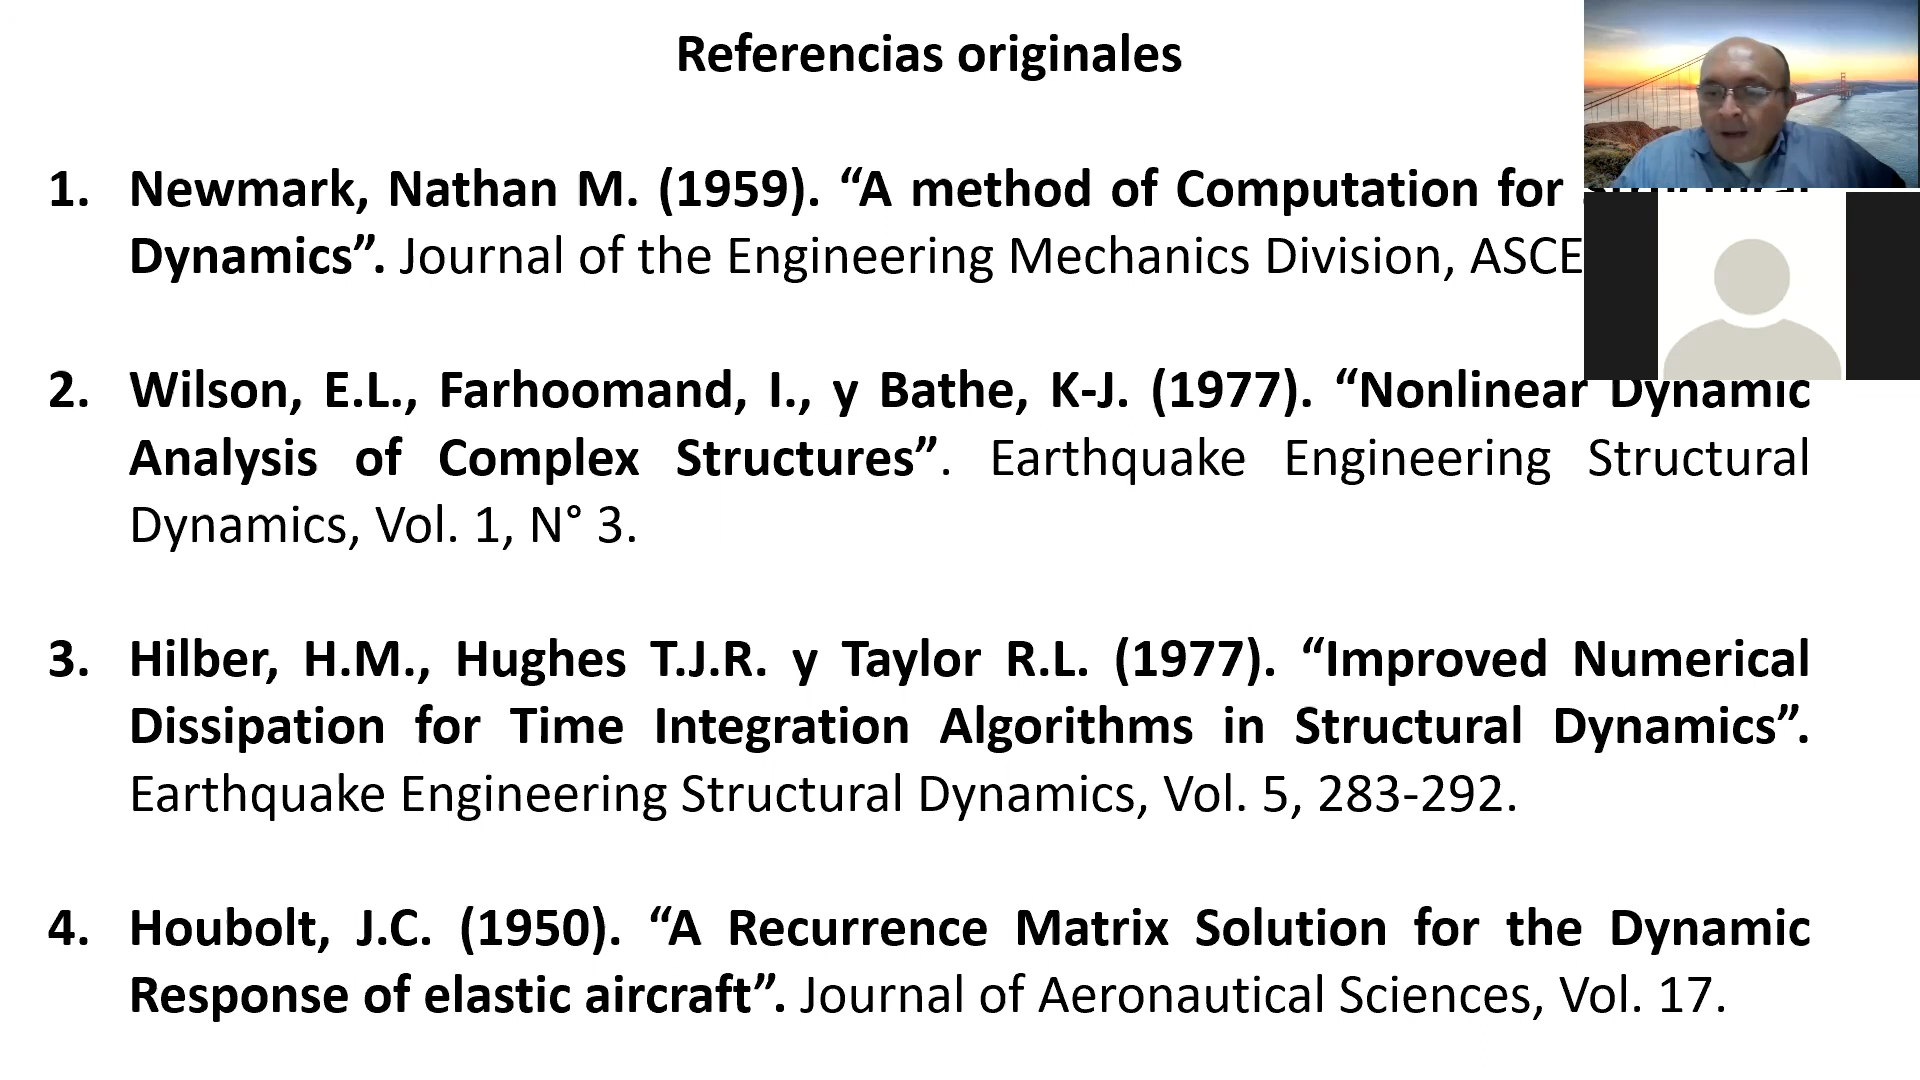 Referencias originales
1. Newmark, Nathan M. (1959). “A method of Computation for
Dynamics”. Journal of the Engineering Mechanics Division, ASCE
2. Wilson, E.L., Farhoomand, I., y Bathe, K-J. (1977). “Nonlinear Dynamic
Analysis of Complex Structures”. Earthquake Engineering Structural
Dynamics, Vol. 1, N° 3.
3. Hilber, H.M., Hughes T.J.R. y Taylor R.L. (1977). “Improved Numerical
Dissipation for Time Integration Algorithms in Structural Dynamics”.
Earthquake Engineering Structural Dynamics, Vol. 5, 283-292.
4. Houbolt, J.C. (1950). “A Recurrence Matrix Solution for the Dynamic
Response of elastic aircraft”. Journal of Aeronautical Sciences, Vol. 17.